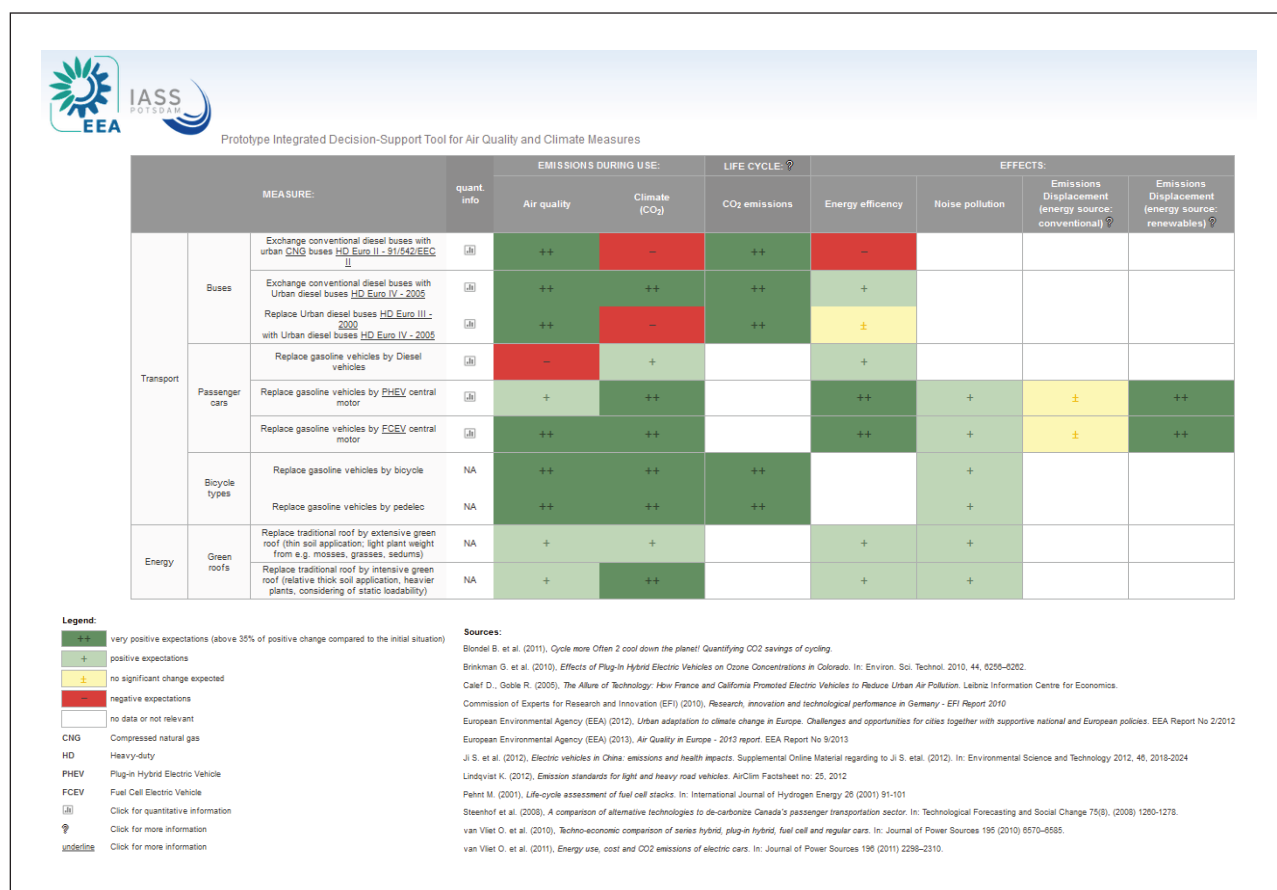 EEA
IASS
POTSDAM
Prototype Integrated Decision-Support Tool for Air Quality and Climate Measures
MEASURE:
quant.
info
EMISSIONS DURING USE:
LIFE CYCLE: ?
EFFECTS:
Air quality
Climate
(CO₂)
CO₂ emissions
Energy efficency
Noise pollution
Emissions
Displacement
(energy source:
conventional) ?
Emissions
Displacement
(energy source:
renewables) ?
Transport
Buses
Exchange conventional diesel buses with
urban CNG buses HD Euro II - 91/542/EEC
II
++ − ++ −
Exchange conventional diesel buses with
Urban diesel buses HD Euro IV - 2005
++ ++ ++ +
Replace Urban diesel buses HD Euro III -
2000
with Urban diesel buses HD Euro IV - 2005
++ − ++ ±
Passenger
cars
Replace gasoline vehicles by Diesel
vehicles
− + +
Replace gasoline vehicles by PHEV central
motor
+ ++ ++ + ± ++
Replace gasoline vehicles by FCEV central
motor
++ ++ ++ + ± ++
Bicycle
types
Replace gasoline vehicles by bicycle
NA ++ ++ ++ +
Replace gasoline vehicles by pedelec
NA ++ ++ ++ +
Energy
Green
roofs
Replace traditional roof by extensive green
roof (thin soil application; light plant weight
from e.g. mosses, grasses, sedums)
NA + + + +
Replace traditional roof by intensive green
roof (relative thick soil application, heavier
plants, considering of static loadability)
NA + ++ + +
Legend:
++ very positive expectations (above 35% of positive change compared to the initial situation)
+ positive expectations
± no significant change expected
− negative expectations
no data or not relevant
CNG Compressed natural gas
HD Heavy-duty
PHEV Plug-in Hybrid Electric Vehicle
FCEV Fuel Cell Electric Vehicle
Click for quantitative information
? Click for more information
underline Click for more information
Sources:
Blondel B. et al. (2011), Cycle more Often 2 cool down the planet! Quantifying CO2 savings of cycling.
Brinkman G. et al. (2010), Effects of Plug-In Hybrid Electric Vehicles on Ozone Concentrations in Colorado. In: Environ. Sci. Technol. 2010, 44, 6256–6262.
Calef D., Goble R. (2005), The Allure of Technology: How France and California Promoted Electric Vehicles to Reduce Urban Air Pollution. Leibniz Information Centre for Economics.
Commission of Experts for Research and Innovation (EFI) (2010), Research, innovation and technological performance in Germany - EFI Report 2010
European Environmental Agency (EEA) (2012), Urban adaptation to climate change in Europe. Challenges and opportunities for cities together with supportive national and European policies. EEA Report No 2/2012
European Environmental Agency (EEA) (2013), Air Quality in Europe - 2013 report. EEA Report No 9/2013
Ji S. et al. (2012), Electric vehicles in China: emissions and health impacts. Supplemental Online Material regarding to Ji S. etal. (2012). In: Environmental Science and Technology 2012, 46, 2018-2024
Lindqvist K. (2012), Emission standards for light and heavy road vehicles. AirClim Factsheet no: 25, 2012
Pehnt M. (2001), Life-cycle assessment of fuel cell stacks. In: International Journal of Hydrogen Energy 26 (2001) 91-101
Steenhof et al. (2008), A comparison of alternative technologies to de-carbonize Canada's passenger transportation sector. In: Technological Forecasting and Social Change 75(8), (2008) 1260-1278.
van Vliet O. et al. (2010), Techno-economic comparison of series hybrid, plug-in hybrid, fuel cell and regular cars. In: Journal of Power Sources 195 (2010) 6570–6585.
van Vliet O. et al. (2011), Energy use, cost and CO2 emissions of electric cars. In: Journal of Power Sources 196 (2011) 2298–2310.